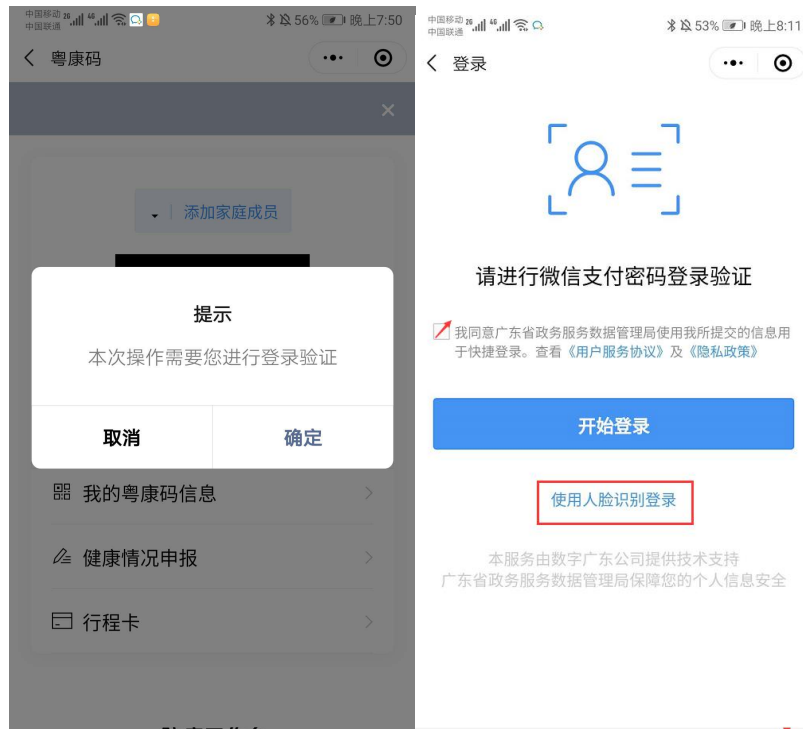 中国移动
中国联通
26
46
56%
晚上7:50
粤康码
添加家庭成员
提示
本次操作需要您进行登录验证
取消
确定
我的粤康码信息
健康情况申报
行程卡
中国移动
中国联通
26
46
53%
晚上8:11
登录
请进行微信支付密码登录验证
我同意广东省政务服务数据管理局使用我所提交的信息用
于快捷登录。查看《用户服务协议》及《隐私政策》
开始登录
使用人脸识别登录
本服务由数字广东公司提供技术支持
广东省政务服务数据管理局保障您的个人信息安全